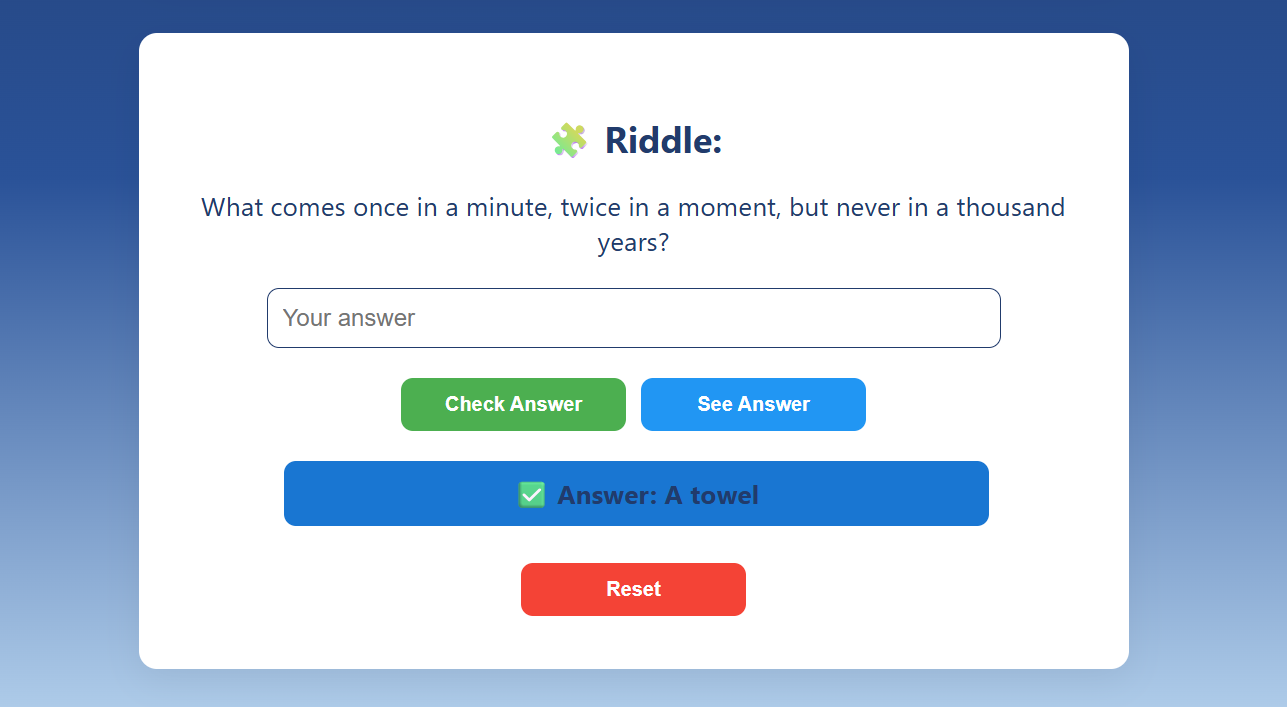 🧩 Riddle:
What comes once in a minute, twice in a moment, but never in a thousand
years?
Your answer
Check Answer
See Answer
✅ Answer: A towel
Reset